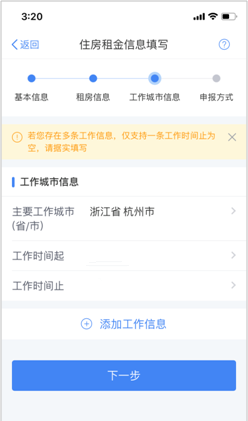 3:20
返回
住房租金信息填写
基本信息
租房信息
工作城市信息
申报方式
若您存在多条工作信息，仅支持一条工作时间止为
空，请据实填写
工作城市信息
主要工作城市 浙江省 杭州市
(省/市)
工作时间起
工作时间止
添加工作信息
下一步